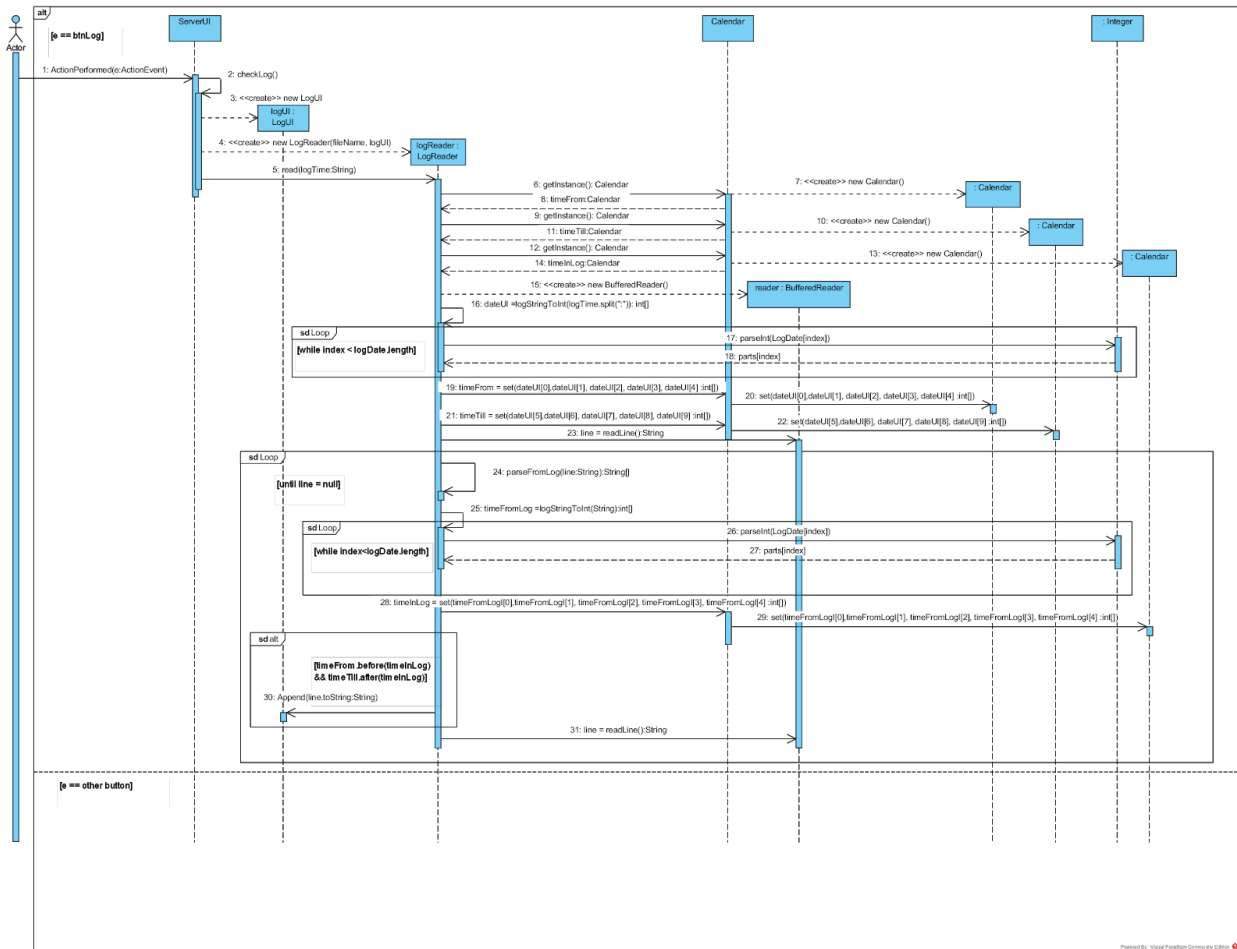 alt
ServerUI
Calendar
: Integer
[e == btnLog]
Actor
1: ActionPerformed(e:ActionEvent)
2: checkLog()
3: <<create>> new LogUI
logUI :
LogUI
4: <<create>> new LogReader(fileName, logUI)
logReader :
LogReader
5: read(logTime:String)
6: getInstance(): Calendar
7: <<create>> new Calendar()
: Calendar
8: timeFrom:Calendar
9: getInstance(): Calendar
10: <<create>> new Calendar()
: Calendar
11: timeTill:Calendar
12: getInstance(): Calendar
13: <<create>> new Calendar()
: Calendar
14: timeInLog:Calendar
15: <<create>> new BufferedReader()
reader : BufferedReader
16: dateUI =logStringToInt(logTime.split(":")): int[]
sd Loop
[while index < logDate.length]
17: parseInt(LogDate[index])
18: parts[index]
19: timeFrom = set(dateUI[0],dateUI[1], dateUI[2], dateUI[3], dateUI[4] :int[])
20: set(dateUI[0],dateUI[1], dateUI[2], dateUI[3], dateUI[4] :int[])
21: timeTill = set(dateUI[5],dateUI[6], dateUI[7], dateUI[8], dateUI[9] :int[])
22: set(dateUI[5],dateUI[6], dateUI[7], dateUI[8], dateUI[9] :int[])
23: line = readLine():String
sd Loop
[until line = null]
24: parseFromLog(line:String):String[]
25: timeFromLog =logStringToInt(String):int[]
sd Loop
[while index<logDate.length]
26: parseInt(LogDate[index])
27: parts[index]
28: timeInLog = set(timeFromLogI[0],timeFromLogI[1], timeFromLogI[2], timeFromLogI[3], timeFromLogI[4] :int[])
29: set(timeFromLogI[0],timeFromLogI[1], timeFromLogI[2], timeFromLogI[3], timeFromLogI[4] :int[])
sd alt
[timeFrom.before(timeInLog)
&& timeTill.after(timeInLog)]
30: Append(line.toString:String)
31: line = readLine():String
[e == other button]
Powered By Visual Paradigm Community Edition